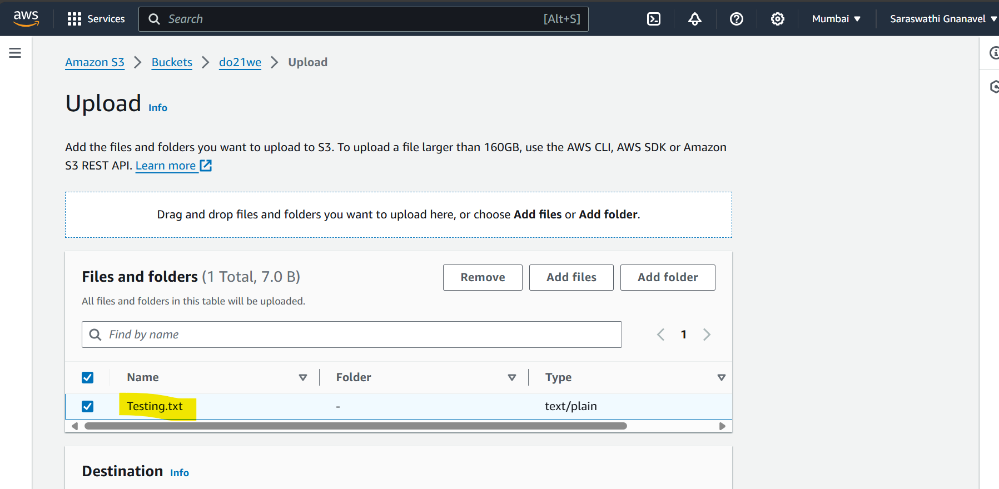 aws Services Search [Alt+S] Mumbai Saraswathi Gnanavel
Amazon S3 Buckets do21we Upload
Upload Info
Add the files and folders you want to upload to S3. To upload a file larger than 160GB, use the AWS CLI, AWS SDK or Amazon
S3 REST API. Learn more
Drag and drop files and folders you want to upload here, or choose Add files or Add folder.
Files and folders (1 Total, 7.0 B) Remove Add files Add folder
All files and folders in this table will be uploaded.
Find by name 1
Name Folder Type
Testing.txt - text/plain
Destination Info